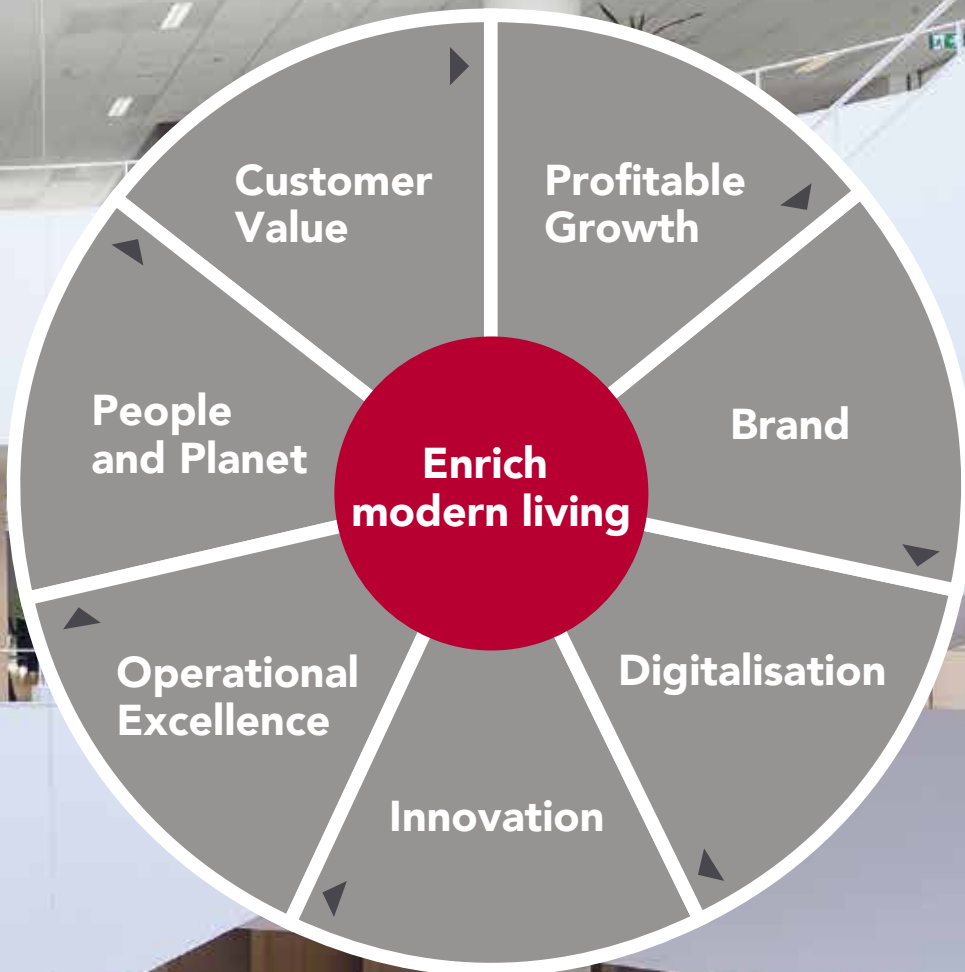 Customer
Value
Profitable
Growth
People
and Planet
Brand
Enrich
modern living
Operational
Excellence
Digitalisation
Innovation